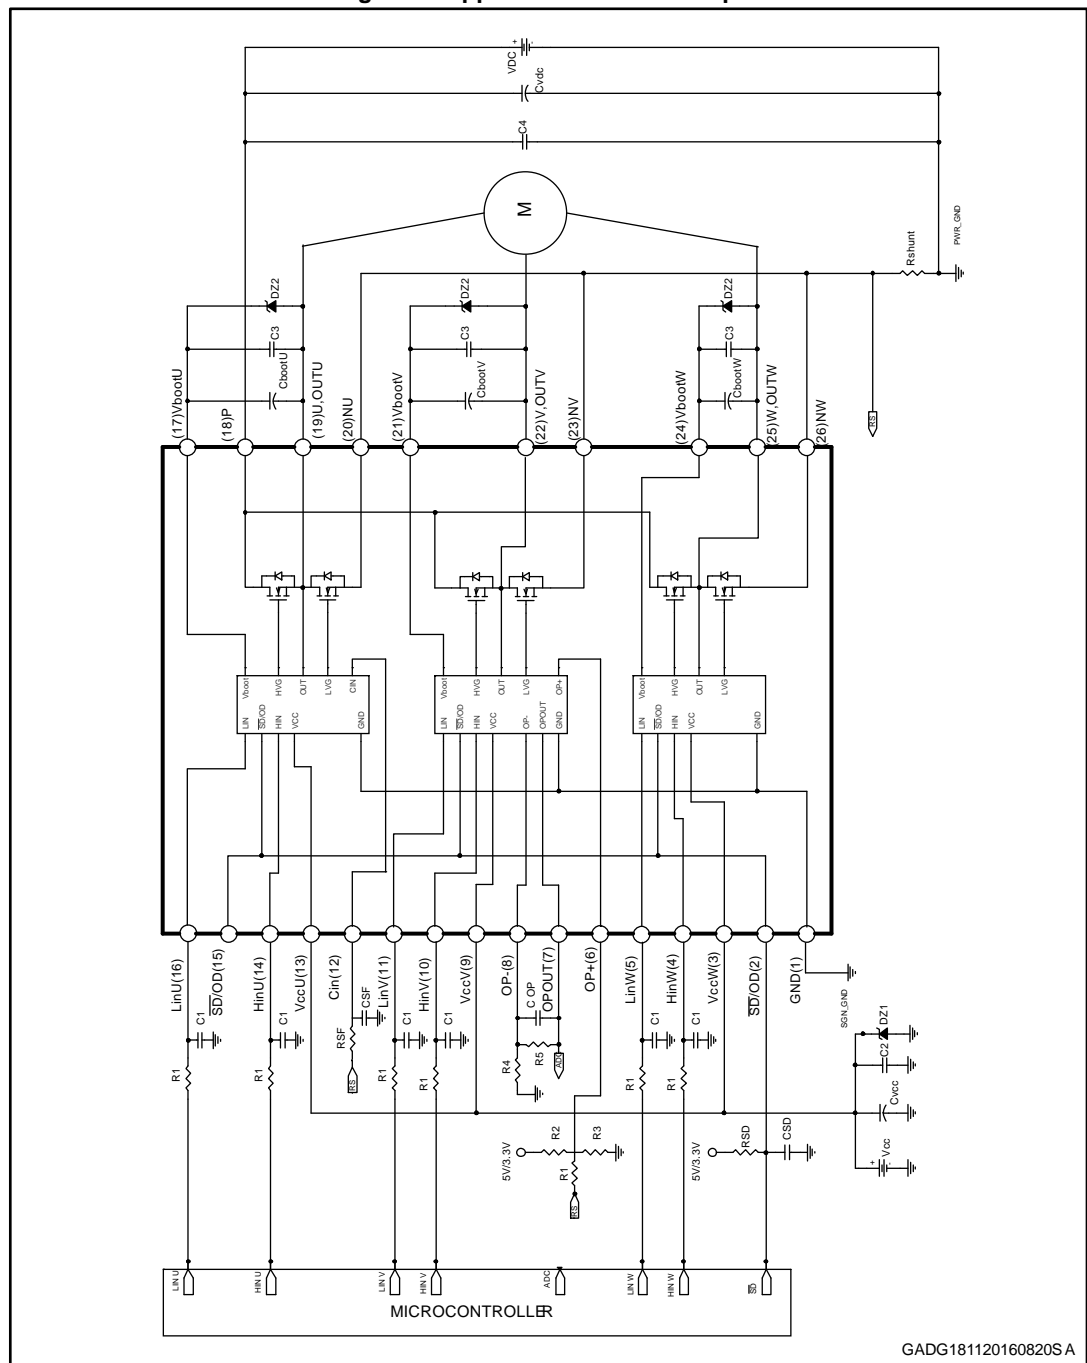 VDC
+
-
Cvdc
C4
M
PWR_GND
Rshunt
RS
DZ2
C3
CbootU
DZ2
C3
CbootV
DZ2
C3
CbootW
(17)VbootU
(18)P
(19)U,OUTU
(20)NU
(21)VbootV
(22)V,OUTV
(23)NV
(24)VbootW
(25)W,OUTW
(26)NW
Vboot
HVG
OUT
LVG
CIN
LIN
SD/OD
HIN
VCC
GND
Vboot
HVG
OUT
LVG
OP+
LIN
SD/OD
HIN
VCC
OP-
OPOUT
GND
Vboot
HVG
OUT
LVG
LIN
SD/OD
HIN
VCC
GND
LinU(16)
SD/OD(15)
HinU(14)
VccU(13)
Cin(12)
LinV(11)
HinV(10)
VccV(9)
OP-(8)
OPOUT(7)
OP+(6)
LinW(5)
HinW(4)
VccW(3)
SD/OD(2)
GND(1)
SGN_GND
R1
C1
R1
C1
RSF
CSF
RS
R1
C1
R1
C1
C OP
R4
R5
ADC
R1
C1
R1
C1
DZ1
C2
Cvcc
Vcc
+
-
5V/3.3V
R2
R3
R1
RS
5V/3.3V
RSD
CSD
LIN U
HIN U
LIN V
HIN V
ADC
LIN W
HIN W
SD
MICROCONTROLLER
GADG181120160820SA